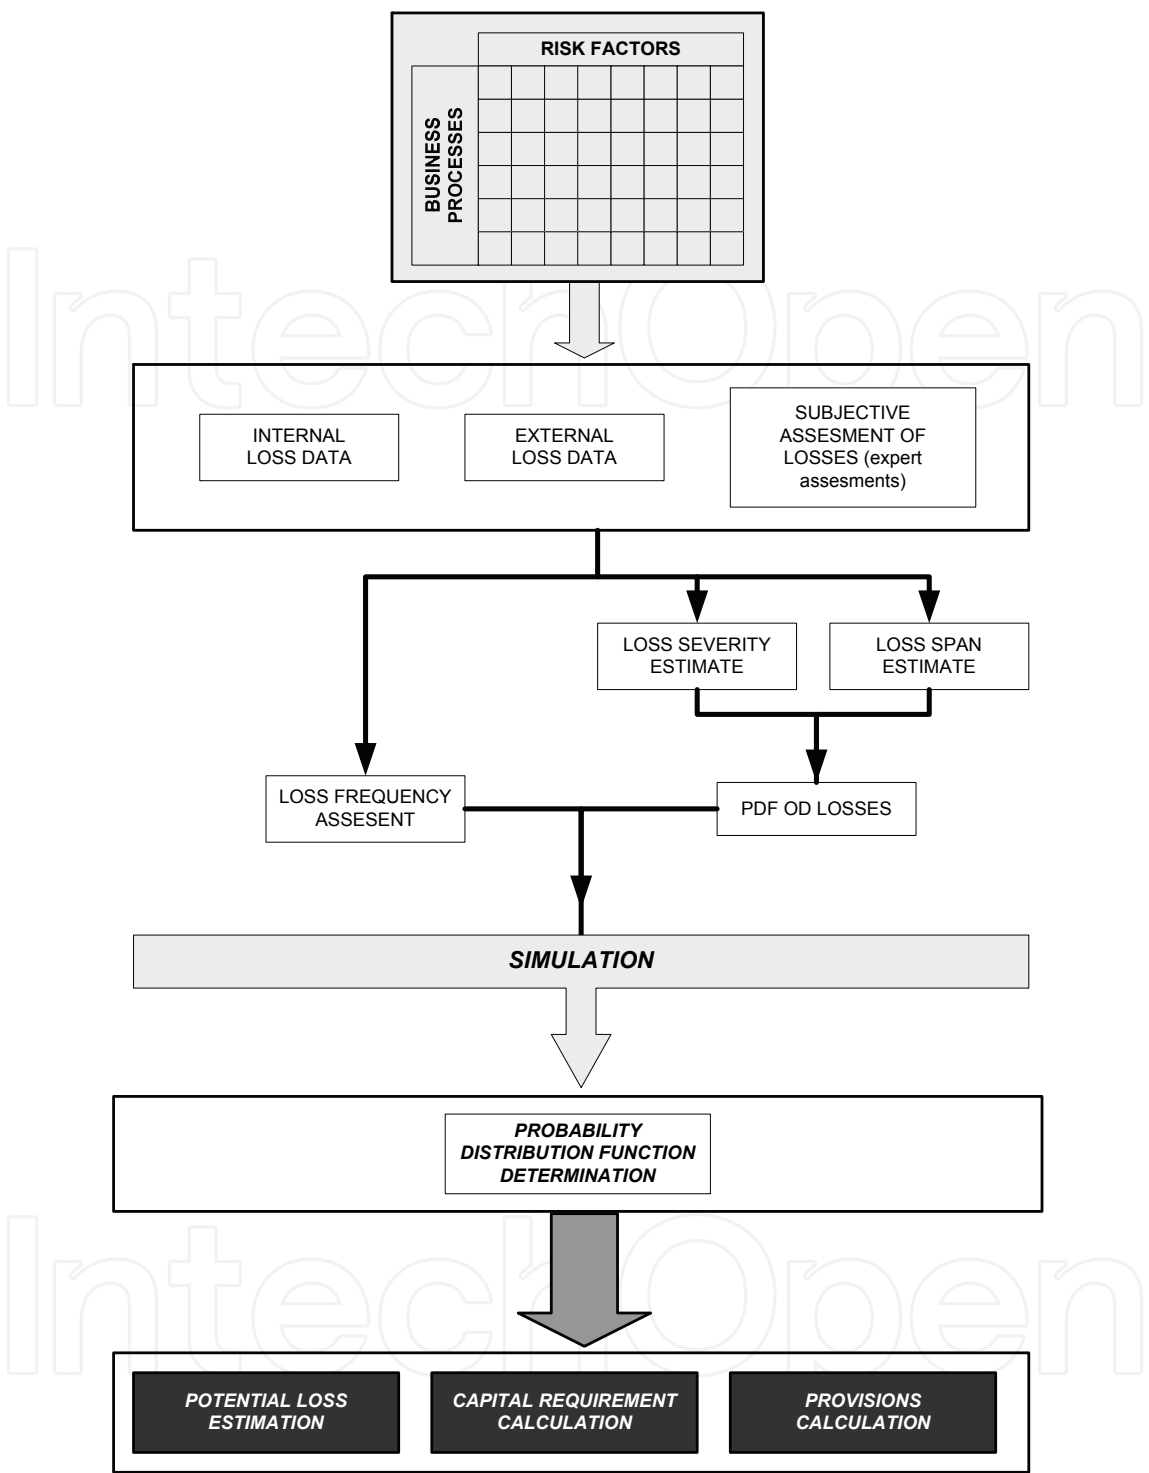 RISK FACTORS
BUSINESS
PROCESSES
INTERNAL
LOSS DATA
EXTERNAL
LOSS DATA
SUBJECTIVE
ASSESMENT OF
LOSSES (expert
assesments)
LOSS SEVERITY
ESTIMATE
LOSS SPAN
ESTIMATE
LOSS FREQUENCY
ASSESENT
PDF OD LOSSES
SIMULATION
PROBABILITY
DISTRIBUTION FUNCTION
DETERMINATION
POTENTIAL LOSS
ESTIMATION
CAPITAL REQUIREMENT
CALCULATION
PROVISIONS
CALCULATION
IntechOpen
IntechOpen